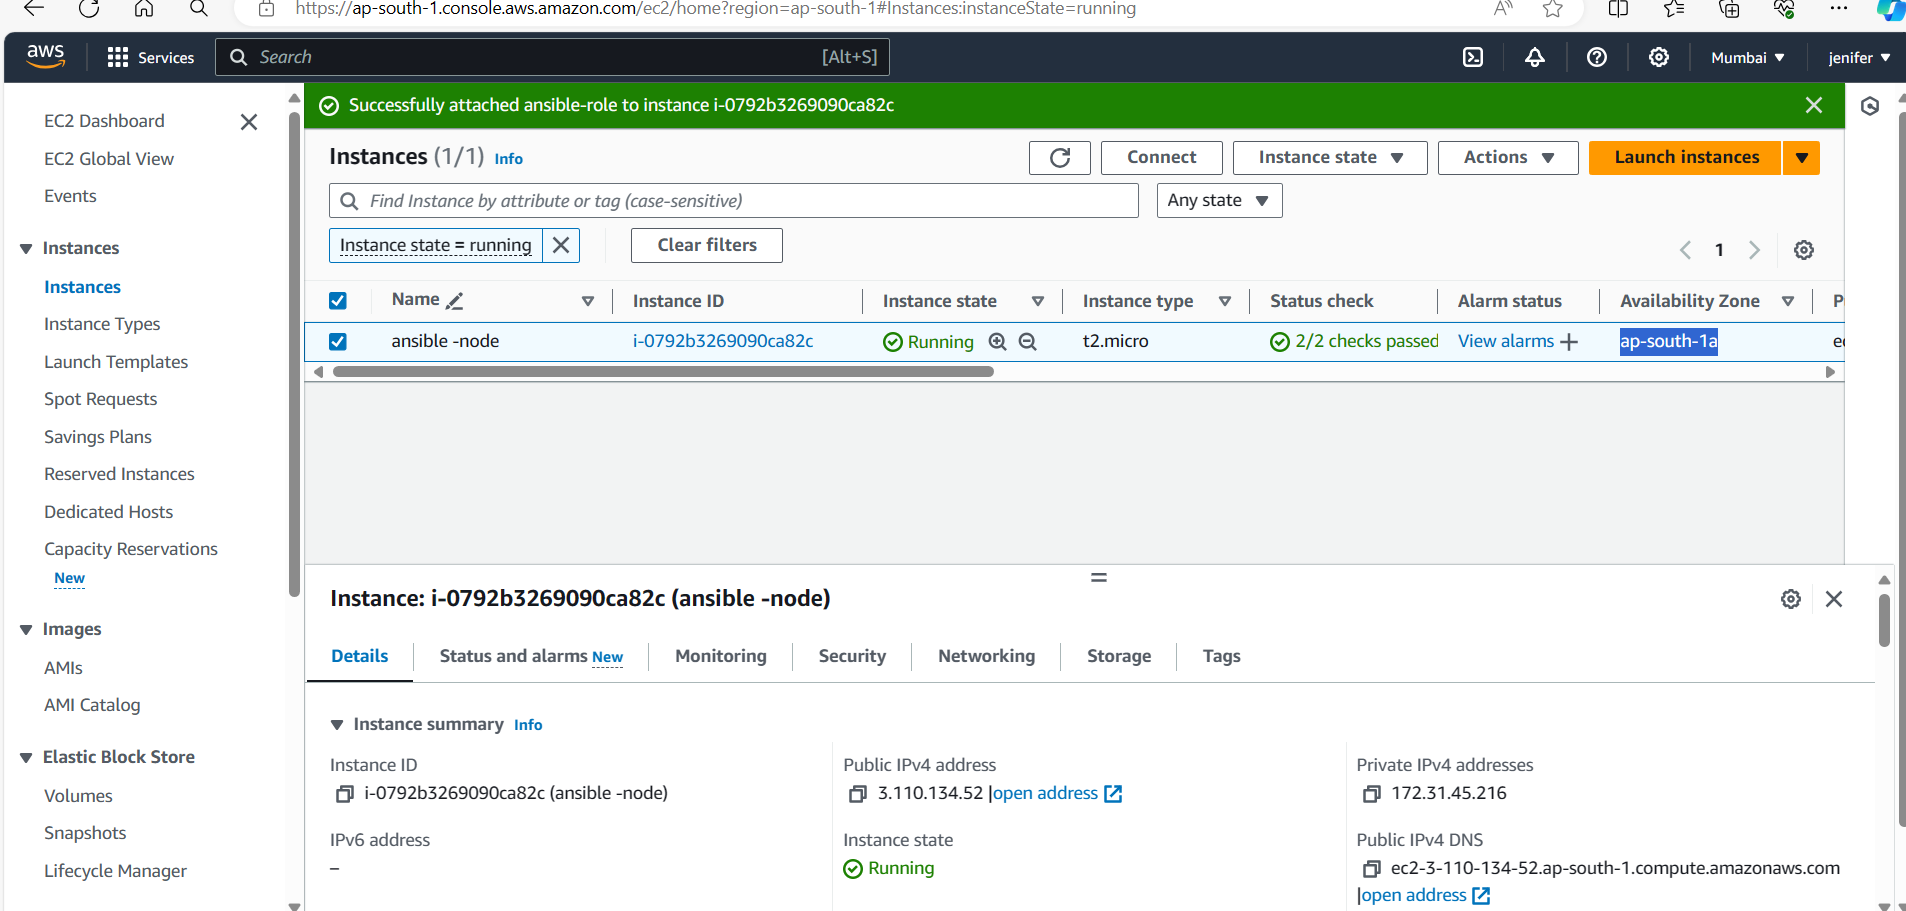 https://ap-south-1.console.aws.amazon.com/ec2/home?region=ap-south-1#Instances:instanceState=running
aws
Services
Search
[Alt+S]
Mumbai
jenifer
EC2 Dashboard
EC2 Global View
Events
Instances
Instances
Instance Types
Launch Templates
Spot Requests
Savings Plans
Reserved Instances
Dedicated Hosts
Capacity Reservations
New
Images
AMIs
AMI Catalog
Elastic Block Store
Volumes
Snapshots
Lifecycle Manager
Successfully attached ansible-role to instance i-0792b3269090ca82c
Instances (1/1) Info
Connect
Instance state
Actions
Launch instances
Find Instance by attribute or tag (case-sensitive)
Any state
Instance state = running
Clear filters
1
Name Instance ID Instance state Instance type Status check Alarm status Availability Zone
ansible -node i-0792b3269090ca82c Running t2.micro 2/2 checks passed View alarms ap-south-1a
Instance: i-0792b3269090ca82c (ansible -node)
Details
Status and alarms New
Monitoring
Security
Networking
Storage
Tags
Instance summary Info
Instance ID
i-0792b3269090ca82c (ansible -node)
Public IPv4 address
3.110.134.52 |open address
Private IPv4 addresses
172.31.45.216
IPv6 address
–
Instance state
Running
Public IPv4 DNS
ec2-3-110-134-52.ap-south-1.compute.amazonaws.com
|open address